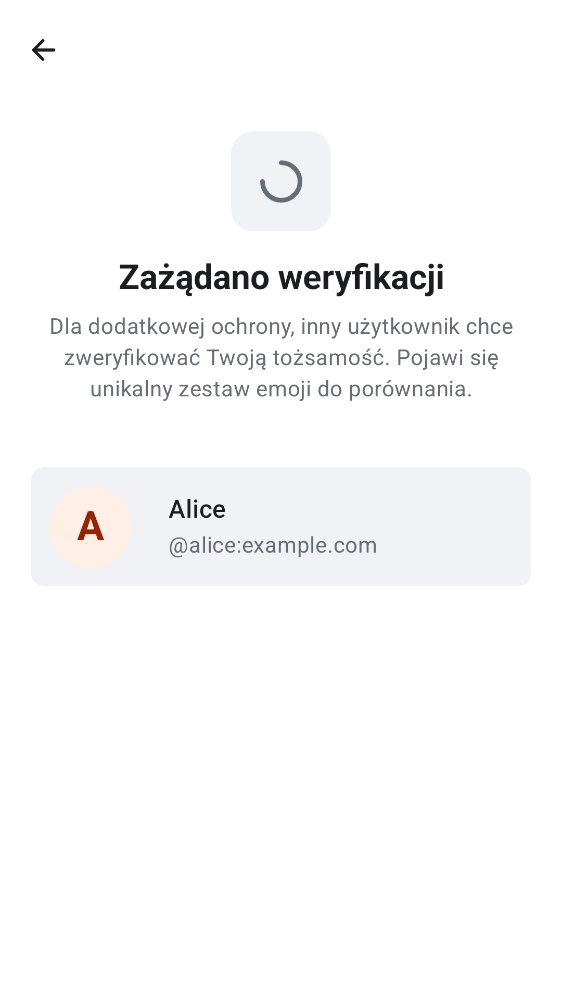 Zażądano weryfikacji
Dla dodatkowej ochrony, inny użytkownik chce
zweryfikować Twoją tożsamość. Pojawi się
unikalny zestaw emoji do porównania.
A
Alice
@alice:example.com